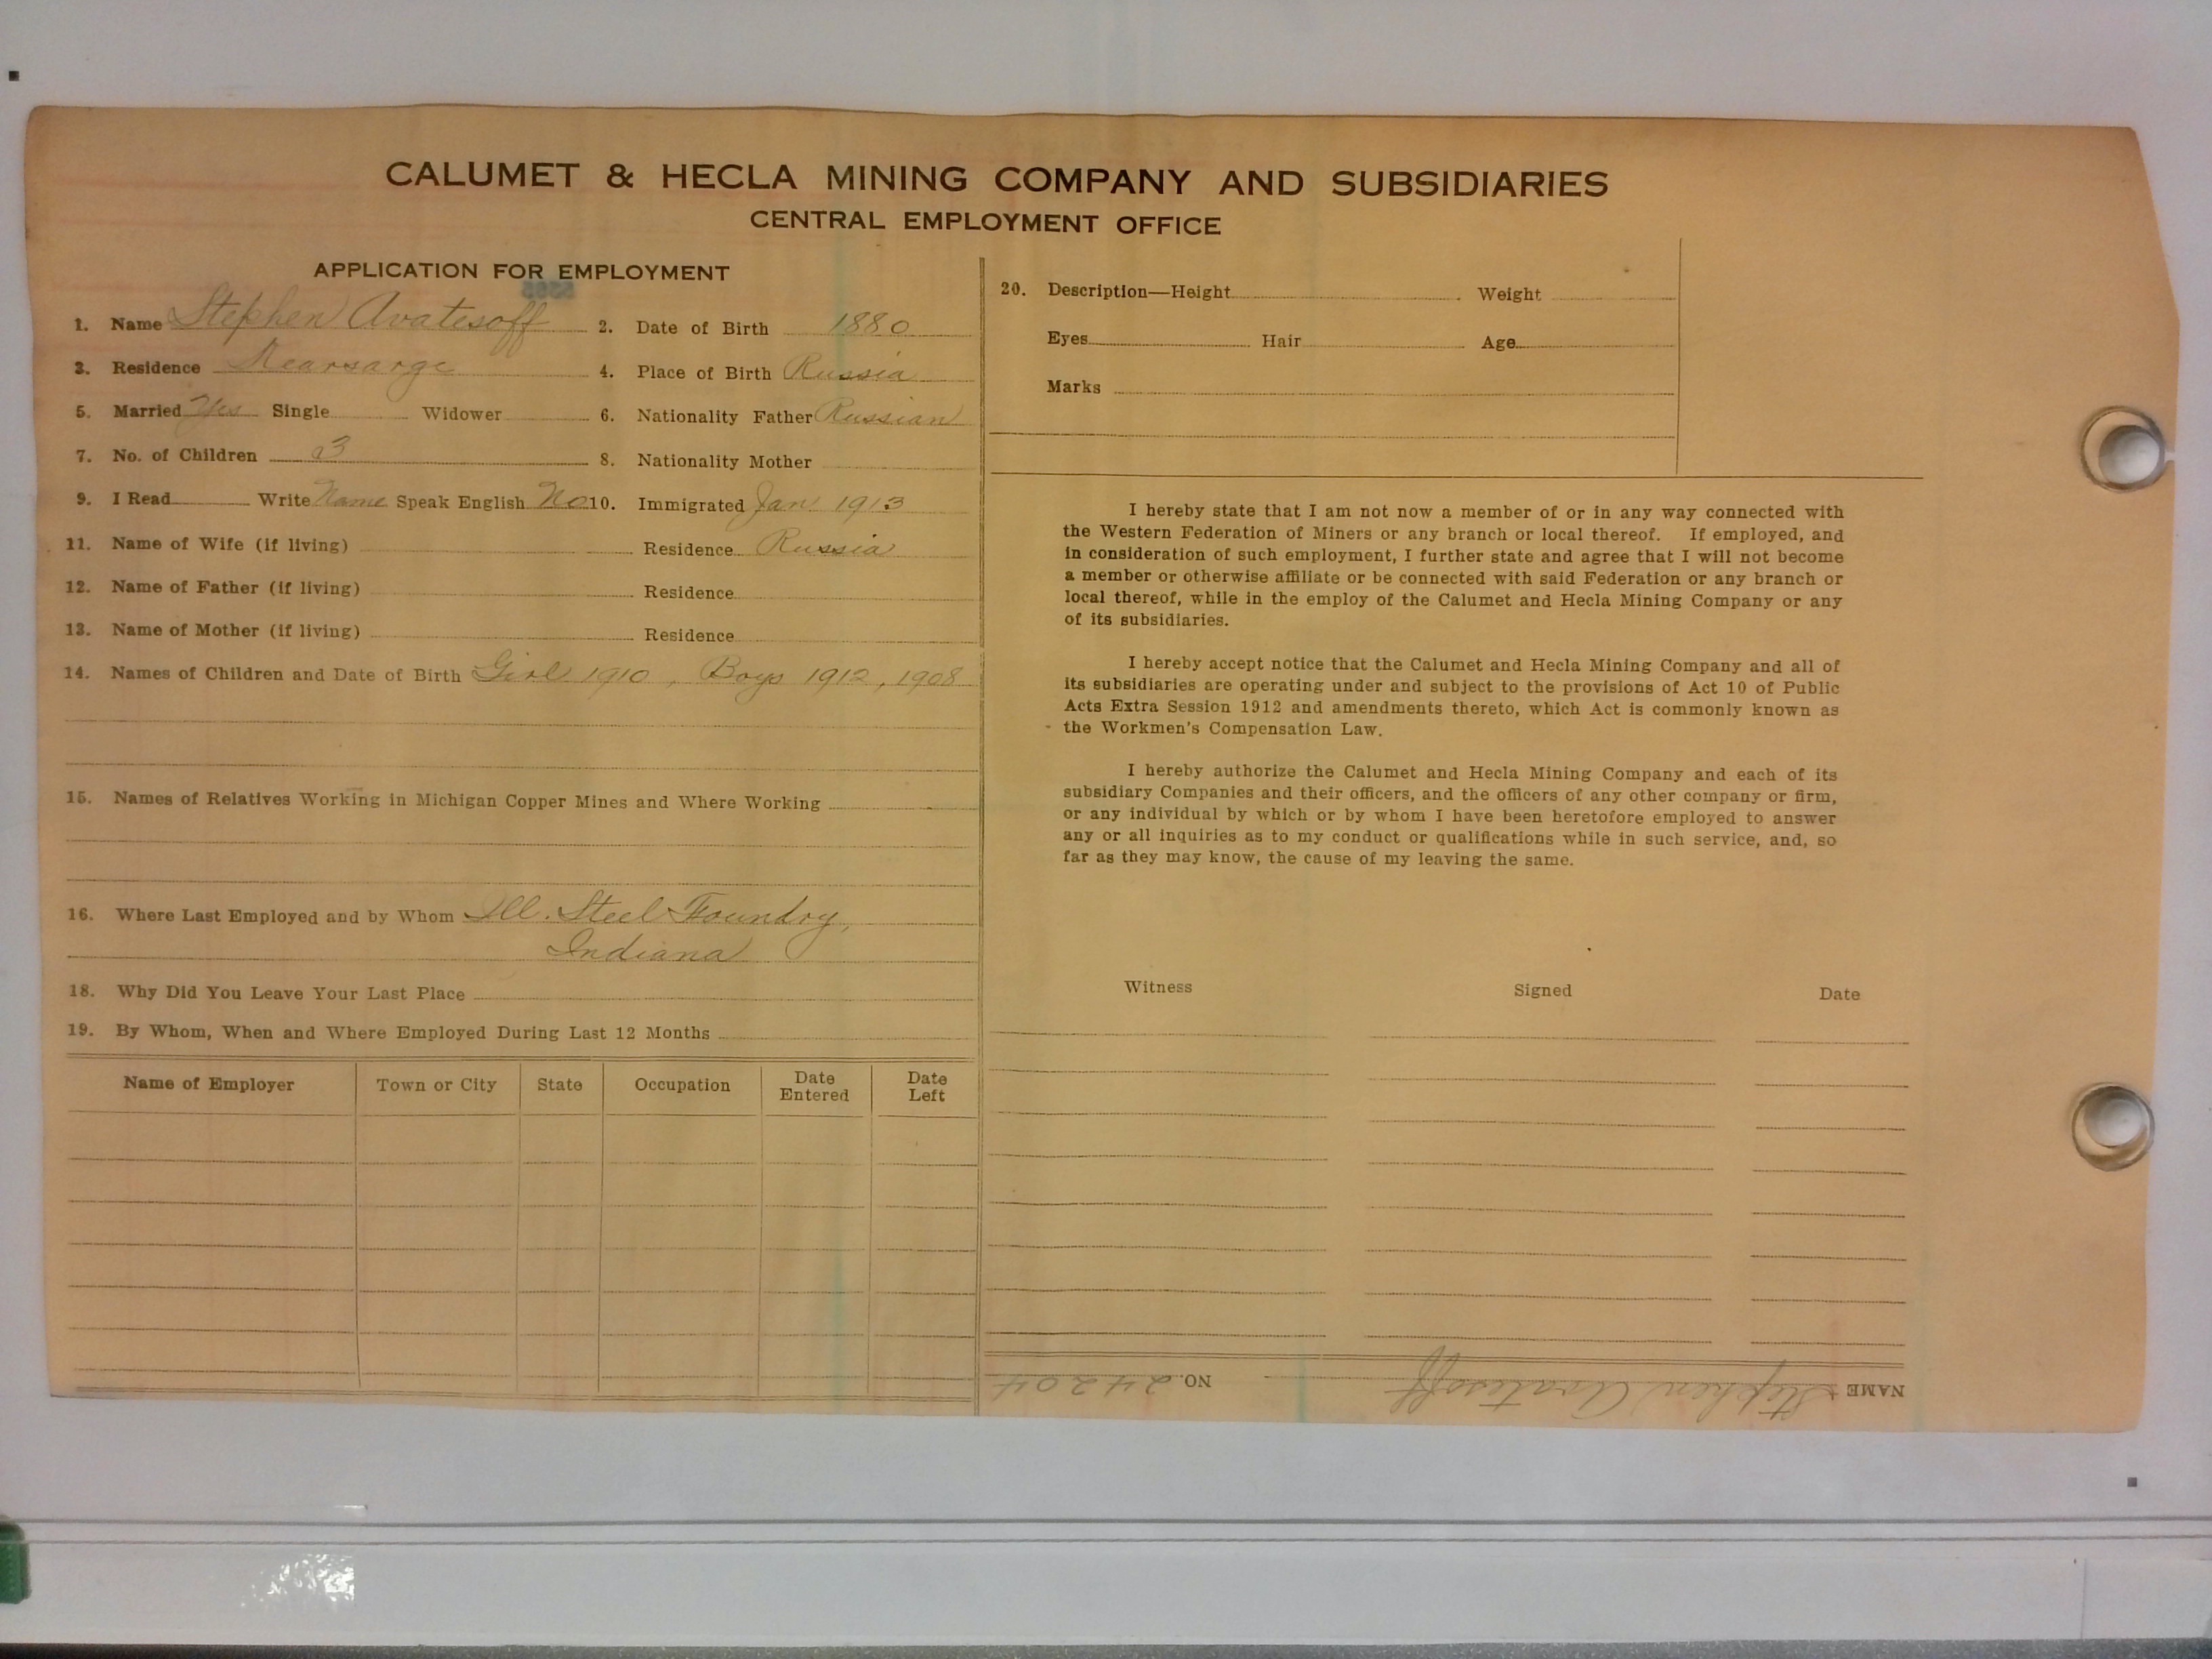 CALUMET & HECLA MINING COMPANY AND SUBSIDIARIES
CENTRAL EMPLOYMENT OFFICE
APPLICATION FOR EMPLOYMENT
1. Name Stephen Avatesoff 2. Date of Birth 1880
3. Residence Kearsarge 4. Place of Birth Russia
5. Married Yes Single Widower 6. Nationality Father Russian
7. No. of Children 3 8. Nationality Mother
9. I Read Write Name Speak English No 10. Immigrated Jan 1913
11. Name of Wife (if living) Residence Russia
12. Name of Father (if living) Residence
13. Name of Mother (if living) Residence
14. Names of Children and Date of Birth Girl 1910, Boys 1912, 1908
15. Names of Relatives Working in Michigan Copper Mines and Where Working
16. Where Last Employed and by Whom Ill. Steel Foundry,
Indiana
18. Why Did You Leave Your Last Place
19. By Whom, When and Where Employed During Last 12 Months
Name of Employer Town or City State Occupation Date Entered Date Left
20. Description—Height Weight
Eyes Hair Age
Marks
I hereby state that I am not now a member of or in any way connected with
the Western Federation of Miners or any branch or local thereof. If employed, and
in consideration of such employment, I further state and agree that I will not become
a member or otherwise affiliate or be connected with said Federation or any branch or
local thereof, while in the employ of the Calumet and Hecla Mining Company or any
of its subsidiaries.
I hereby accept notice that the Calumet and Hecla Mining Company and all of
its subsidiaries are operating under and subject to the provisions of Act 10 of Public
Acts Extra Session 1912 and amendments thereto, which Act is commonly known as
the Workmen's Compensation Law.
I hereby authorize the Calumet and Hecla Mining Company and each of its
subsidiary Companies and their officers, and the officers of any other company or firm,
or any individual by which or by whom I have been heretofore employed to answer
any or all inquiries as to my conduct or qualifications while in such service, and, so
far as they may know, the cause of my leaving the same.
Witness Signed Date
NAME Stephen Avatesoff NO. 24204